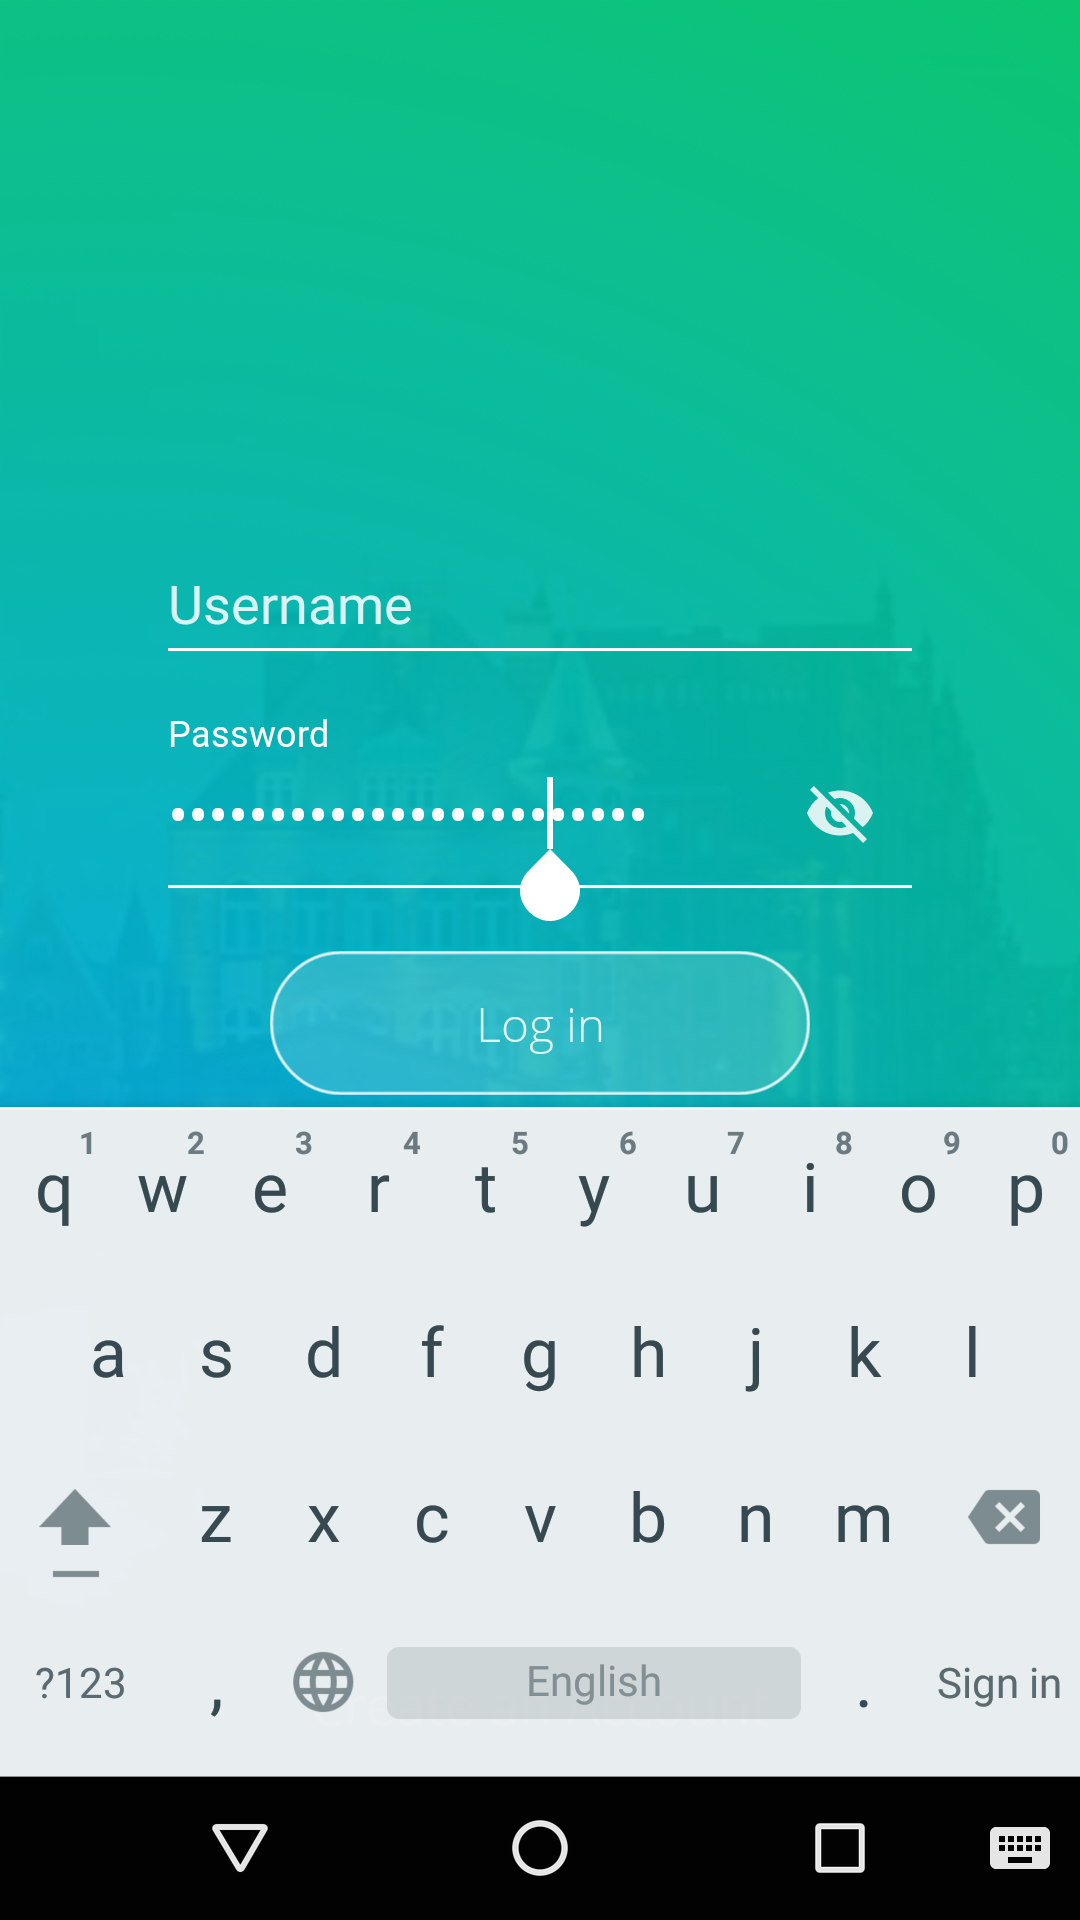 Username
Password
••••••••••••••••••••••••
Log in
1 2 3 4 5 6 7 8 9 0
q w e r t y u i o p
a s d f g h j k l
z x c v b n m
?123 , English . Sign in